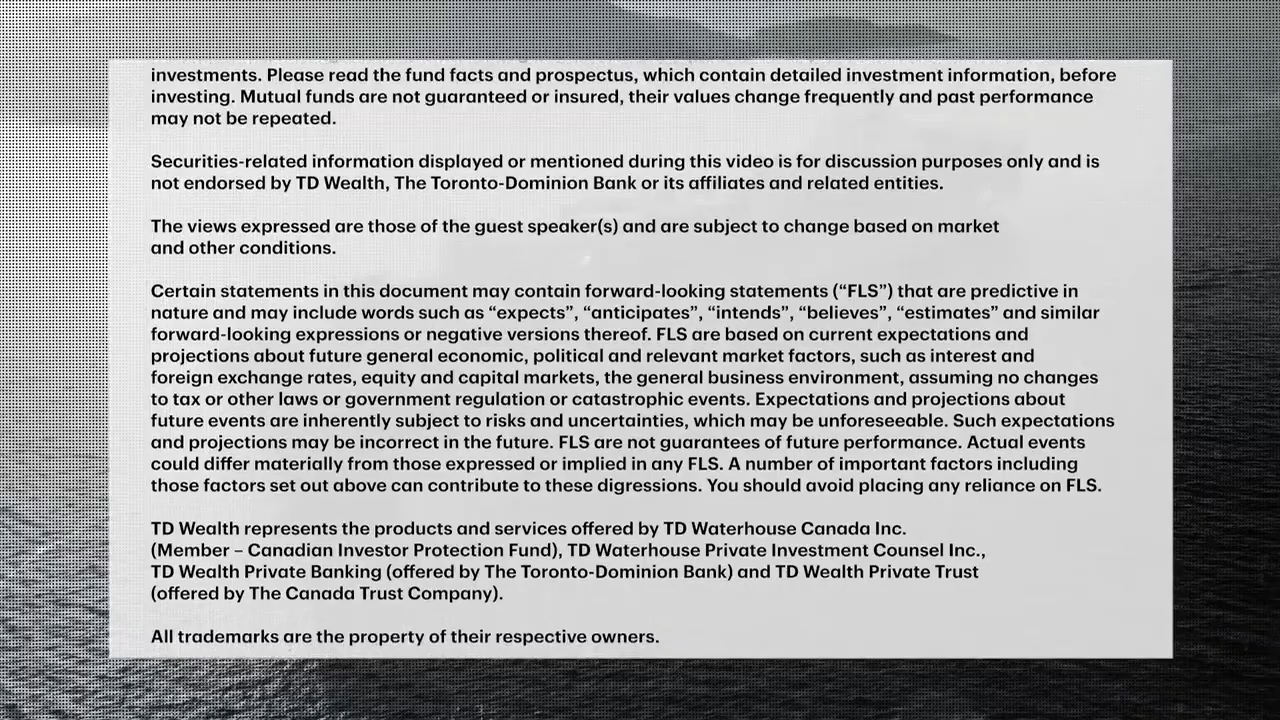 investments. Please read the fund facts and prospectus, which contain detailed investment information, before
investing. Mutual funds are not guaranteed or insured, their values change frequently and past performance
may not be repeated.
Securities-related information displayed or mentioned during this video is for discussion purposes only and is
not endorsed by TD Wealth, The Toronto-Dominion Bank or its affiliates and related entities.
The views expressed are those of the guest speaker(s) and are subject to change based on market
and other conditions.
Certain statements in this document may contain forward-looking statements (“FLS”) that are predictive in
nature and may include words such as “expects”, “anticipates”, “intends”, “believes”, “estimates” and similar
forward-looking expressions or negative versions thereof. FLS are based on current expectations and
projections about future general economic, political and relevant market factors, such as interest and
foreign exchange rates, equity and capital markets, the general business environment, assuming no changes
to tax or other laws or government regulation or catastrophic events. Expectations and projections about
future events are inherently subject to risks and uncertainties, which may be unforeseeable. Such expectations
and projections may be incorrect in the future. FLS are not guarantees of future performance. Actual events
could differ materially from those expressed or implied in any FLS. A number of important factors including
those factors set out above can contribute to these digressions. You should avoid placing any reliance on FLS.
TD Wealth represents the products and services offered by TD Waterhouse Canada Inc.
(Member – Canadian Investor Protection Fund), TD Waterhouse Private Investment Counsel Inc.,
TD Wealth Private Banking (offered by The Toronto-Dominion Bank) and TD Wealth Private Trust
(offered by The Canada Trust Company).
All trademarks are the property of their respective owners.